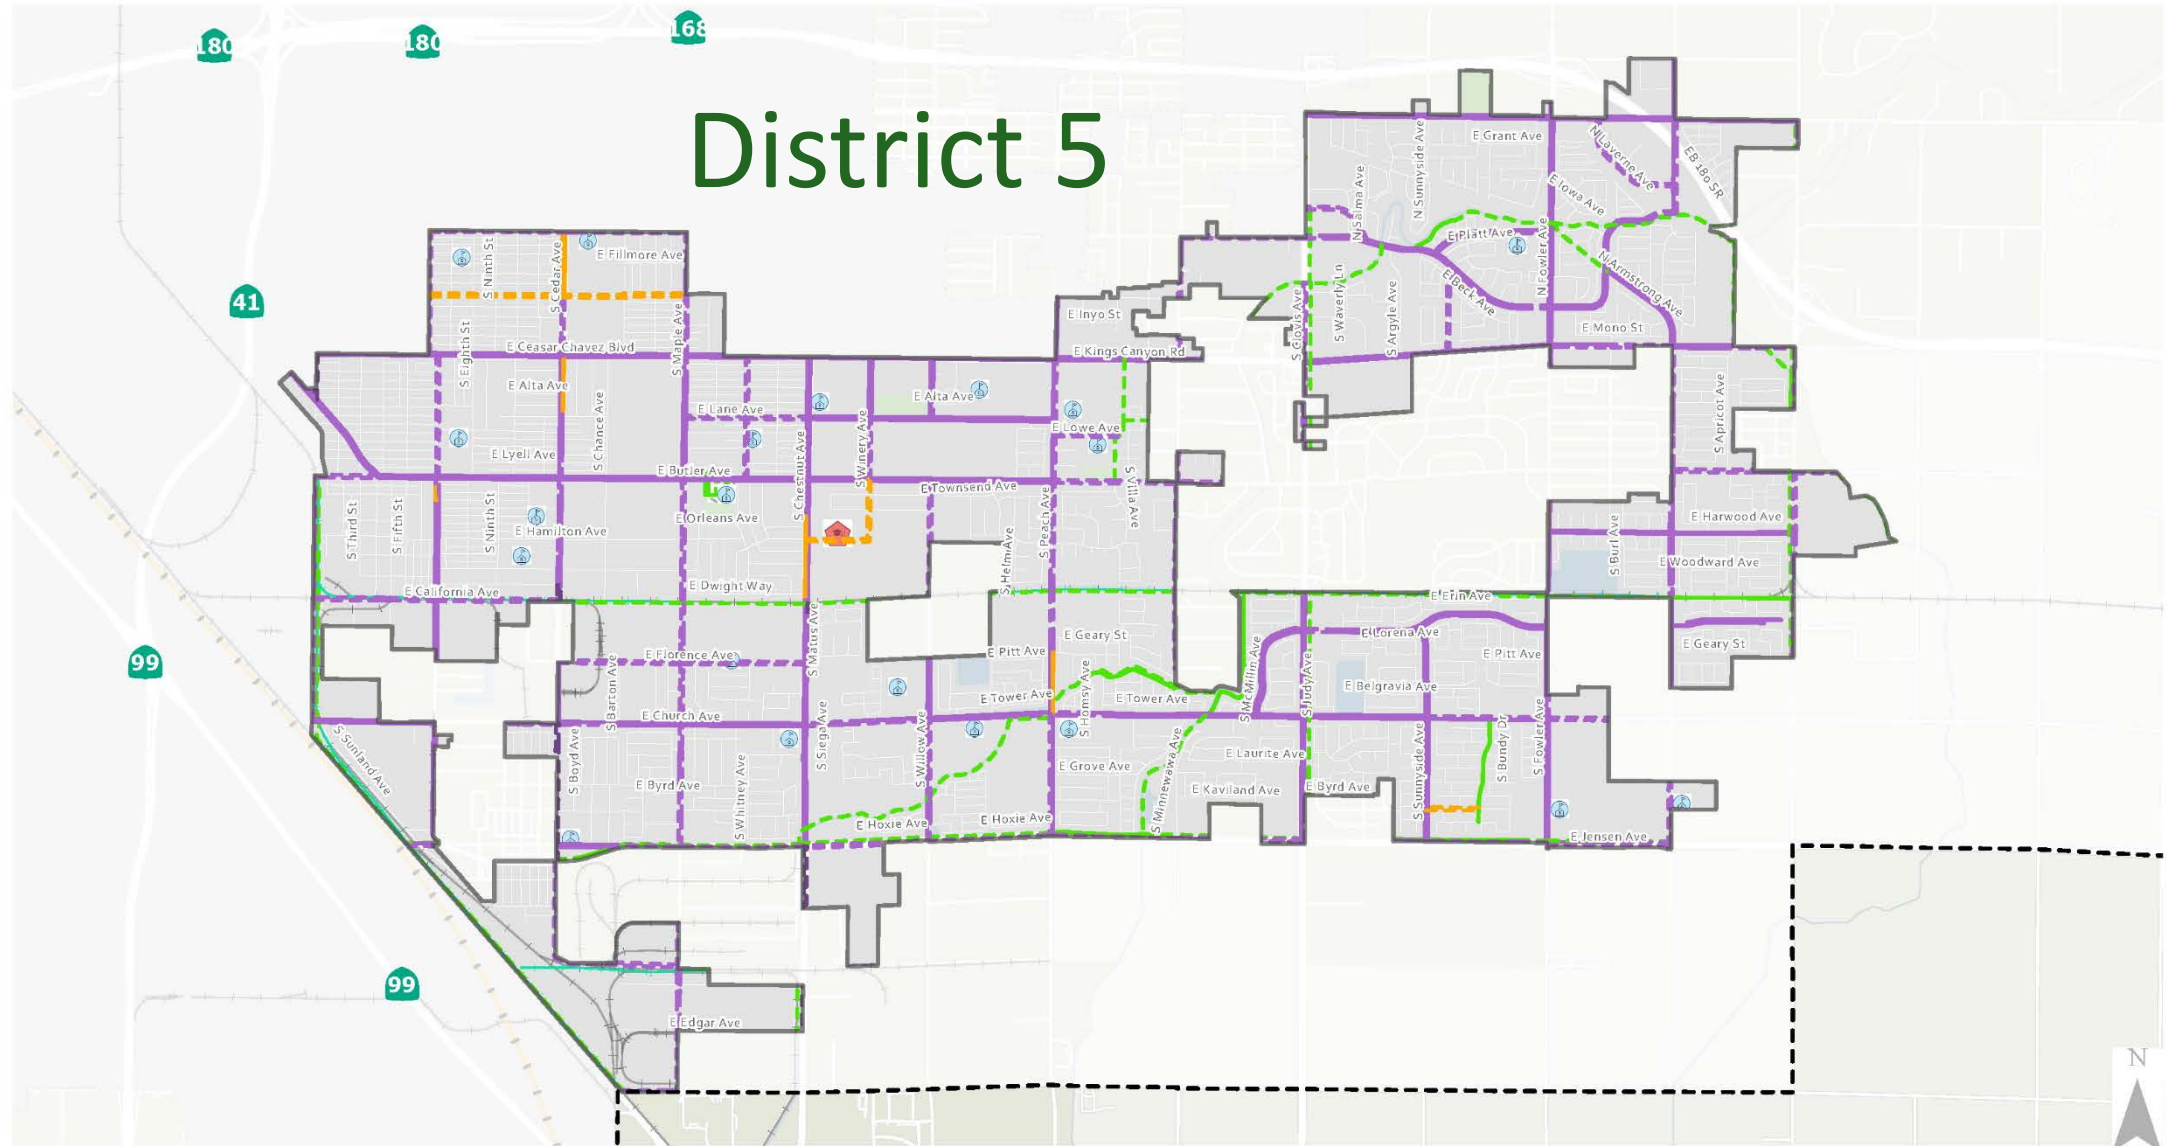 180
180
168
District 5
E Grant Ave
N Sunnyside Ave
N Laverne Ave
EB 180 SR
E Iowa Ave
N Salma Ave
S Ninth St
S Cedar Ave
E Fillmore Ave
E Platt Ave
N Fowler Ave
N Armstrong Ave
E Beck Ave
41
S Clovis Ave
S Waverly Ln
S Argyle Ave
E Inyo St
E Mono St
S Eighth St
E Ceasar Chavez Blvd
S Maple Ave
E Kings Canyon Rd
E Alta Ave
S Chance Ave
E Lane Ave
E Alta Ave
S Apricot Ave
E Lyell Ave
E Butler Ave
S Chestnut Ave
S Winery Ave
E Lowe Ave
E Townsend Ave
S Villa Ave
S Third St
S Fifth St
S Ninth St
E Hamilton Ave
E Orleans Ave
S Helm Ave
S Peach Ave
E Harwood Ave
S Burl Ave
E Woodward Ave
E California Ave
E Dwight Way
E Erin Ave
99
E Florence Ave
S Barton Ave
S Matus Ave
E Geary St
E Pitt Ave
E Lorena Ave
E Pitt Ave
E Geary St
E Tower Ave
S Homsy Ave
E Tower Ave
S McMillin Ave
S Judy Ave
E Belgravia Ave
E Church Ave
S Sunland Ave
S Boyd Ave
S Siega Ave
S Willow Ave
S Minnewawa Ave
E Laurite Ave
S Sunnyside Ave
S Bundy Dr
S Fowler Ave
E Byrd Ave
S Whitney Ave
E Grove Ave
E Kaviland Ave
E Byrd Ave
E Hoxie Ave
E Hoxie Ave
E Jensen Ave
99
E Edgar Ave
N